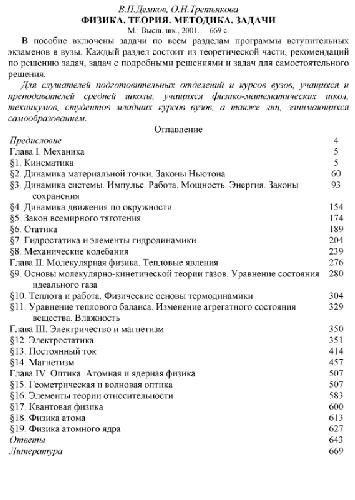 В.П.Демков, О.Н.Третьякова
ФИЗИКА. ТЕОРИЯ. МЕТОДИКА. ЗАДАЧИ
М.: Высш. шк., 2001. 669 с.
В пособие включены задачи по всем разделам программы вступительных
экзаменов в вузы. Каждый раздел состоит из теоретической части, рекомендаций
по решению задач, задач с подробными решениями и задач для самостоятельного
решения.
Для слушателей подготовительных отделений и курсов вузов, учащихся и
преподавателей средней школы, учащихся физико-математических школ,
техникумов, студентов младших курсов вузов, а также лиц, занимающихся
самообразованием.
Оглавление
Предисловие 4
Глава I. Механика 5
§1. Кинематика 5
§2. Динамика материальной точки. Законы Ньютона 60
§3. Динамика системы. Импульс. Работа. Мощность. Энергия. Законы 93
сохранения
§4. Динамика движения по окружности 154
§5. Закон всемирного тяготения 174
§6. Статика 189
§7. Гидростатика и элементы гидродинамики 204
§8. Механические колебания 239
Глава II. Молекулярная физика. Тепловые явления 276
§9. Основы молекулярно-кинетической теории газов. Уравнение состояния 280
идеального газа
§10. Теплота и работа. Физические основы термодинамики 304
§11. Уравнение теплового баланса. Изменение агрегатного состояния 329
вещества. Влажность
Глава III. Электричество и магнетизм 350
§12. Электростатика 351
§13. Постоянный ток 414
§14. Магнетизм 457
Глава IV. Оптика. Атомная и ядерная физика 507
§15. Геометрическая и волновая оптика 507
§16. Элементы теории относительности 583
§17. Квантовая физика 600
§18. Физика атома 613
§19. Физика атомного ядра 627
Ответы 643
Литература 669